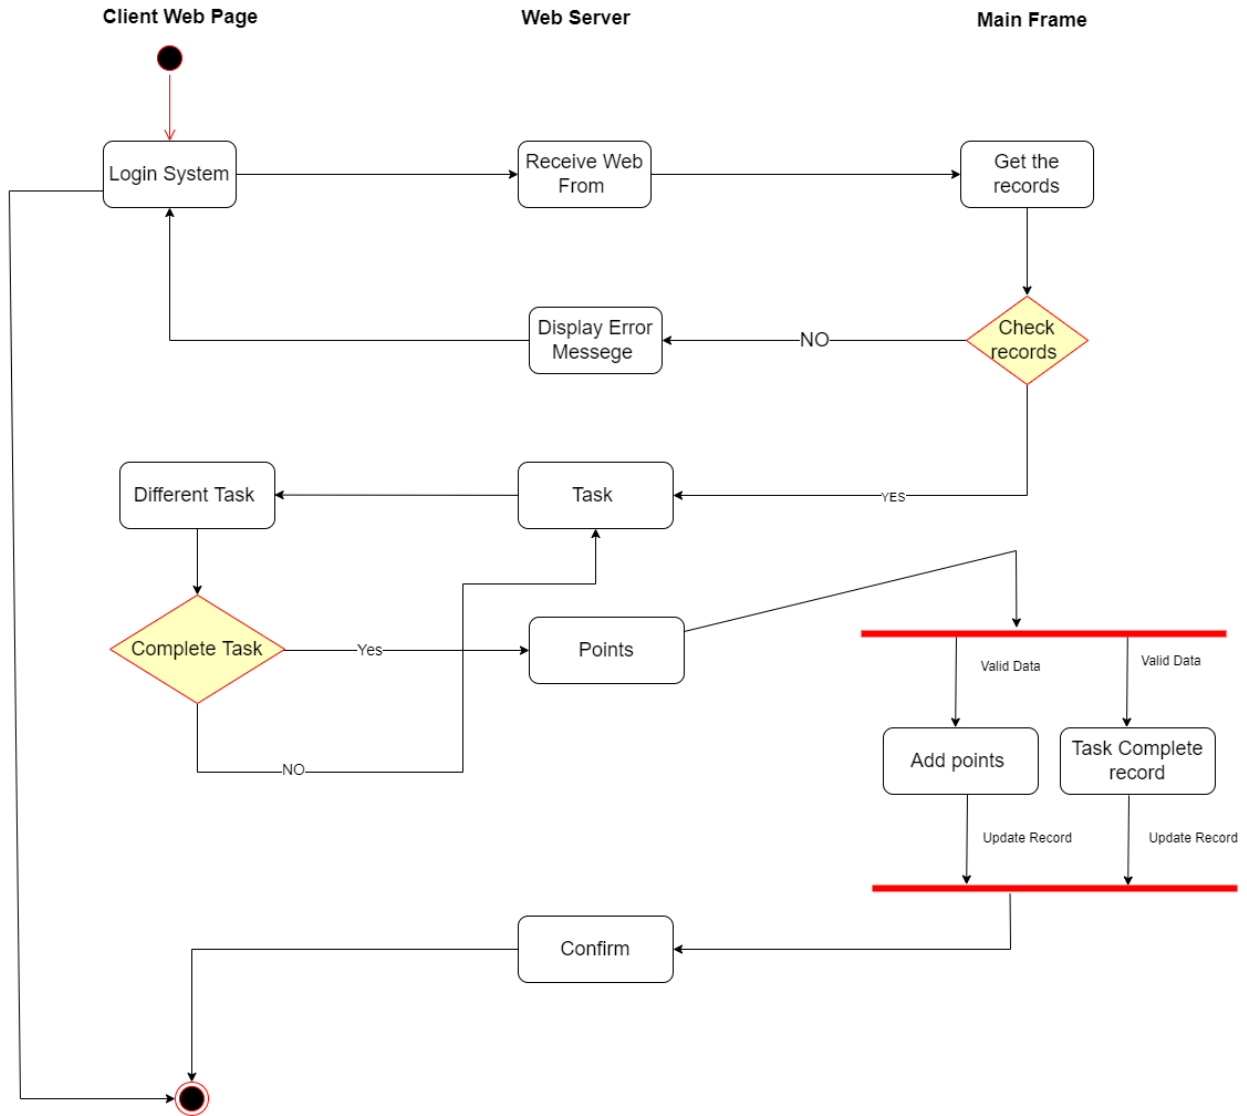 Client Web Page
Web Server
Main Frame
Login System
Receive Web
From
Get the
records
Display Error
Messege
NO
Check
records
Different Task
Task
YES
Complete Task
Yes
Points
Valid Data
Valid Data
NO
Add points
Task Complete
record
Update Record
Update Record
Confirm